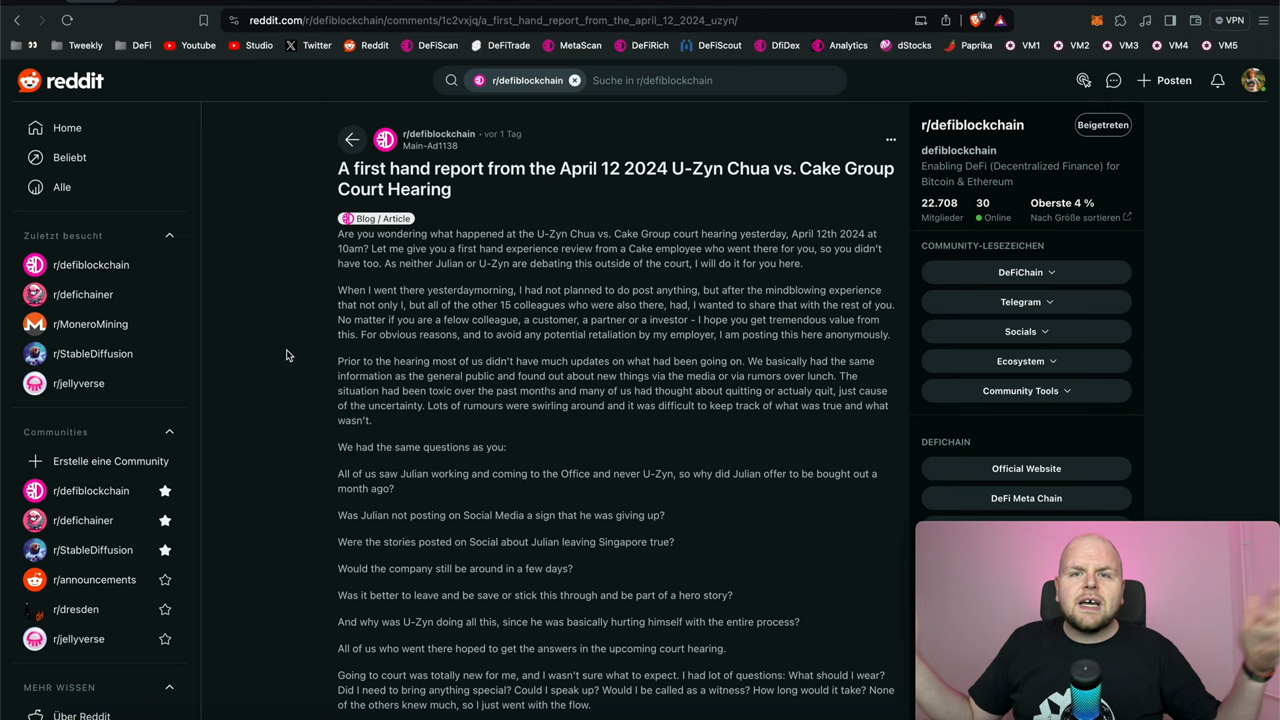 reddit.com/r/defiblockchain/comments/1c2vxjq/a_first_hand_report_from_the_april_12_2024_uzyn/
4
VPN
Tweekly
DeFi
Youtube
Studio
Twitter
Reddit
DeFiScan
DeFiTrade
MetaScan
DeFiRich
DeFScout
DfiDex
Analytics
dStocks
Paprika
VM1
VM2
VM3
VM4
VM5
reddit
r/defiblockchain
Suche in r/defiblockchain
Posten
Home
Beliebt
Alle
Zuletzt besucht
r/defiblockchain
r/defichainer
r/MoneroMining
r/StableDiffusion
r/jellyverse
Communities
Erstelle eine Community
r/defiblockchain
r/defichainer
r/StableDiffusion
r/announcements
r/dresden
r/jellyverse
MEHR WISSEN
Über Reddit
r/defiblockchain • vor 1 Tag
Main-Ad1138
A first hand report from the April 12 2024 U-Zyn Chua vs. Cake Group
Court Hearing
Blog / Article
Are you wondering what happened at the U-Zyn Chua vs. Cake Group court hearing yesterday, April 12th 2024 at
10am? Let me give you a first hand experience review from a Cake employee who went there for you, so you didn't
have too. As neither Julian or U-Zyn are debating this outside of the court, I will do it for you here.
When I went there yesterdaymorning, I had not planned to do post anything, but after the mindblowing experience
that not only I, but all of the other 15 colleagues who were also there, had, I wanted to share that with the rest of you.
No matter if you are a felow colleague, a customer, a partner or a investor - I hope you get tremendous value from
this. For obvious reasons, and to avoid any potential retaliation by my employer, I am posting this here anonymously.
Prior to the hearing most of us didn't have much updates on what had been going on. We basically had the same
information as the general public and found out about new things via the media or via rumors over lunch. The
situation had been toxic over the past months and many of us had thought about quitting or actualy quit, just cause
of the uncertainty. Lots of rumours were swirling around and it was difficult to keep track of what was true and what
wasn't.
We had the same questions as you:
All of us saw Julian working and coming to the Office and never U-Zyn, so why did Julian offer to be bought out a
month ago?
Was Julian not posting on Social Media a sign that he was giving up?
Were the stories posted on Social about Julian leaving Singapore true?
Would the company still be around in a few days?
Was it better to leave and be save or stick this through and be part of a hero story?
And why was U-Zyn doing all this, since he was basically hurting himself with the entire process?
All of us who went there hoped to get the answers in the upcoming court hearing.
Going to court was totally new for me, and I wasn't sure what to expect. I had lot of questions: What should I wear?
Did I need to bring anything special? Could I speak up? Would I be called as a witness? How long would it take? None
of the others knew much, so I just went with the flow.
r/defiblockchain
Beigetreten
defiblockchain
Enabling DeFi (Decentralized Finance) for
Bitcoin & Ethereum
22.708 30 Oberste 4 %
Mitglieder Online Nach Größe sortieren
COMMUNITY-LESEZEICHEN
DeFiChain
Telegram
Socials
Ecosystem
Community Tools
DEFICHAIN
Official Website
DeFi Meta Chain